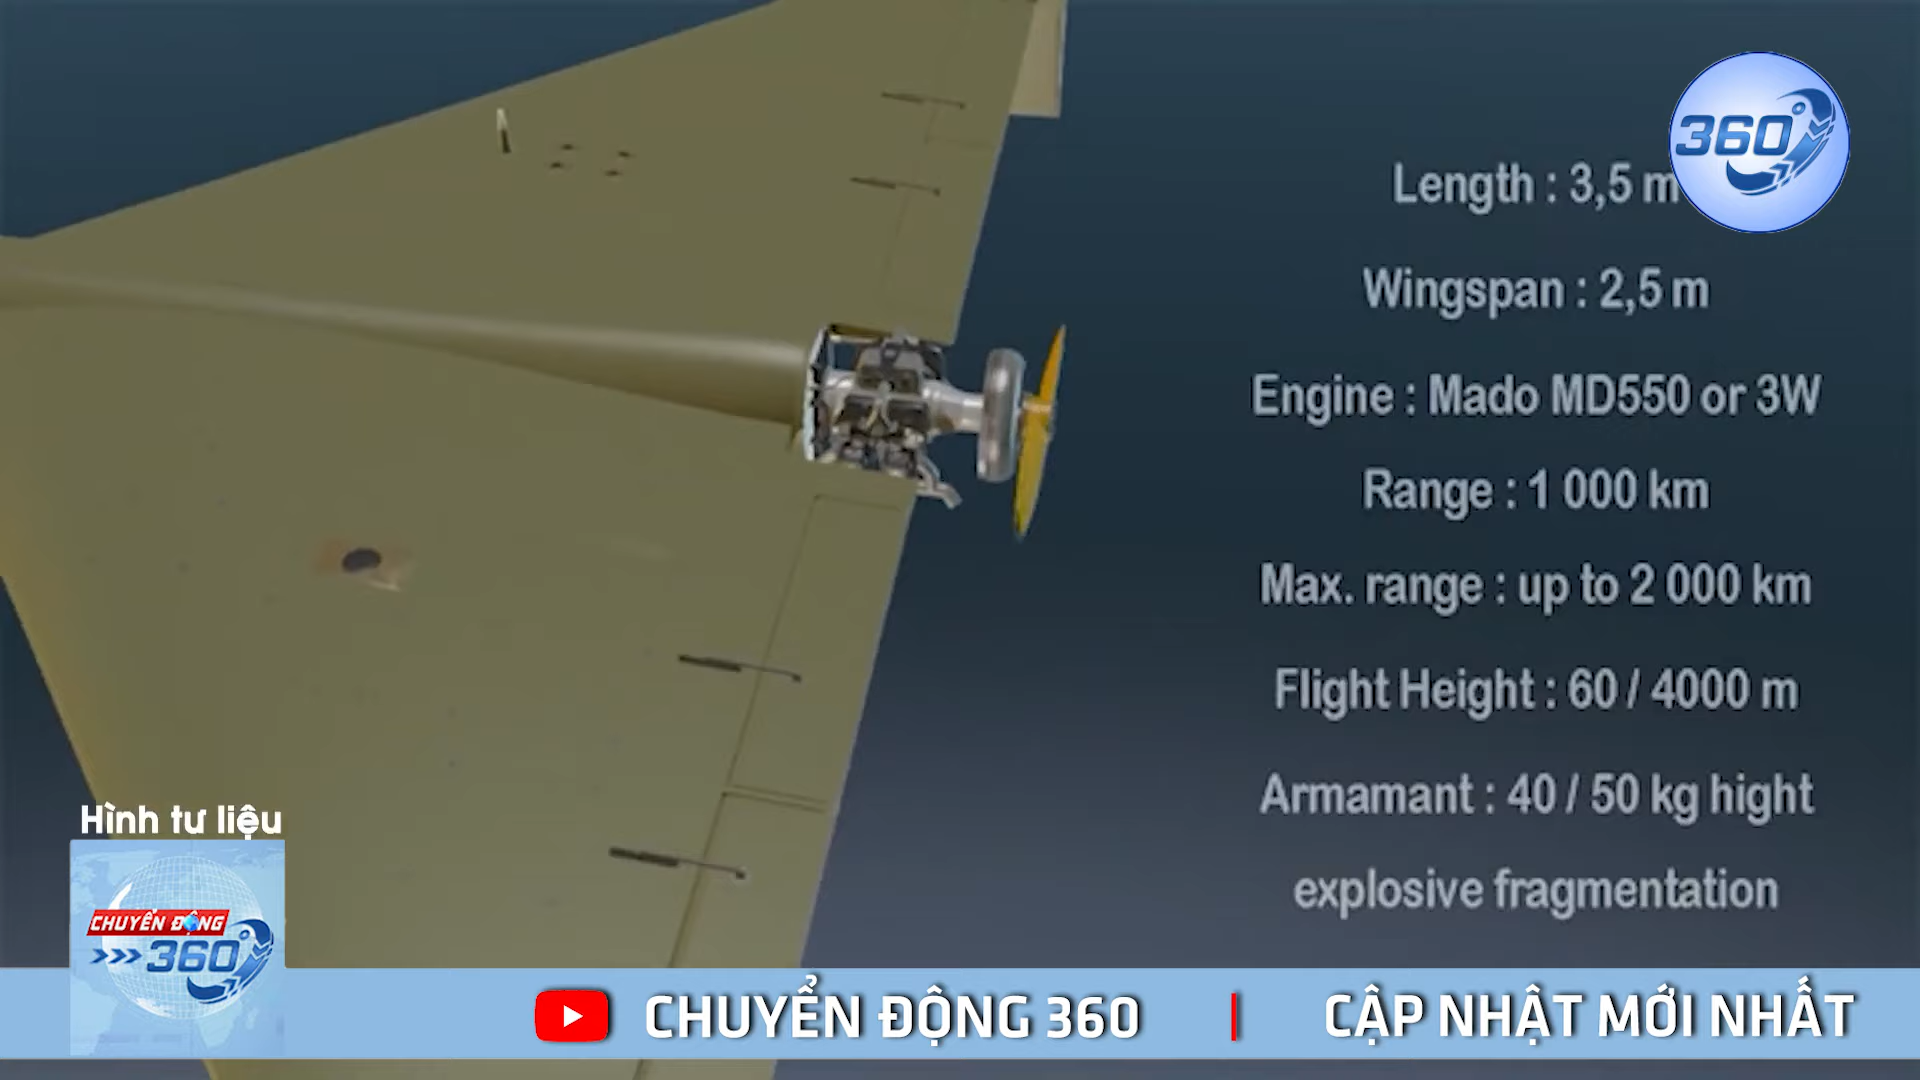 360°
Length : 3,5 m
Wingspan : 2,5 m
Engine : Mado MD550 or 3W
Range : 1 000 km
Max. range : up to 2 000 km
Flight Height : 60 / 4000 m
Armamant : 40 / 50 kg hight
explosive fragmentation
Hình tư liệu
CHUYỂN ĐỘNG
>>> 360°
CHUYỂN ĐỘNG 360 | CẬP NHẬT MỚI NHẤT